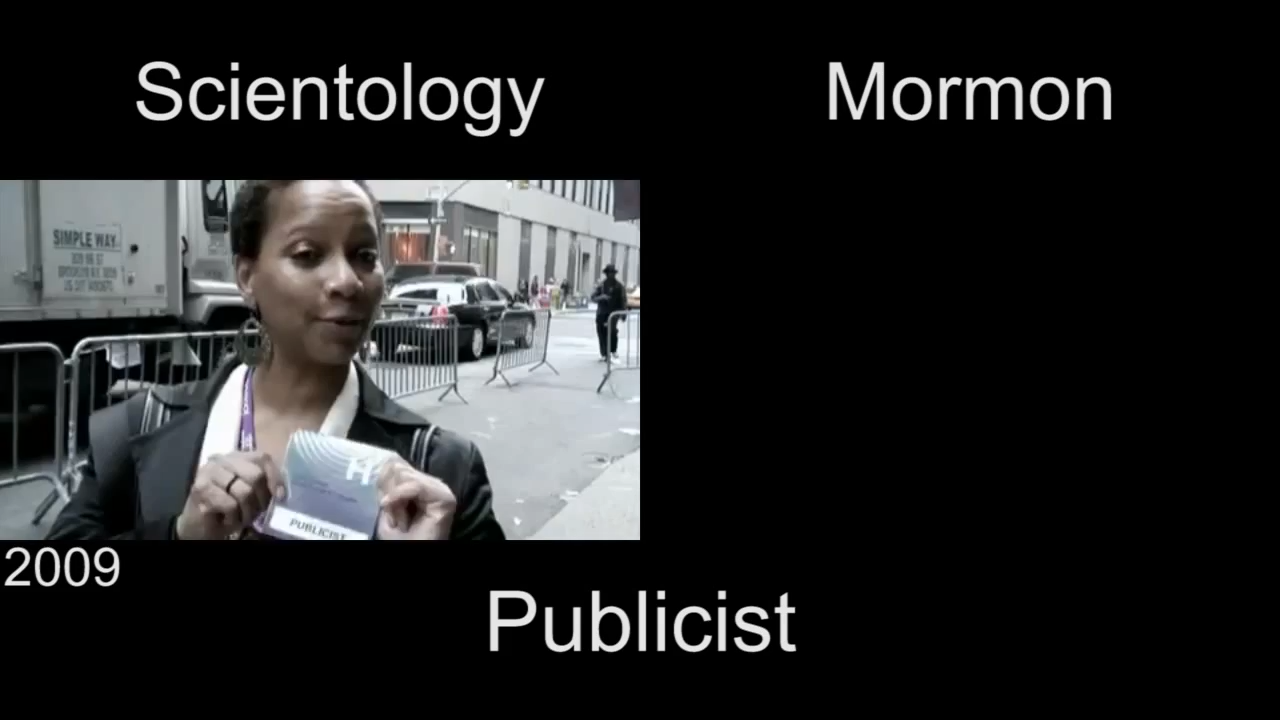 Scientology
Mormon
SIMPLE WAY
PUBLICIST
2009
Publicist